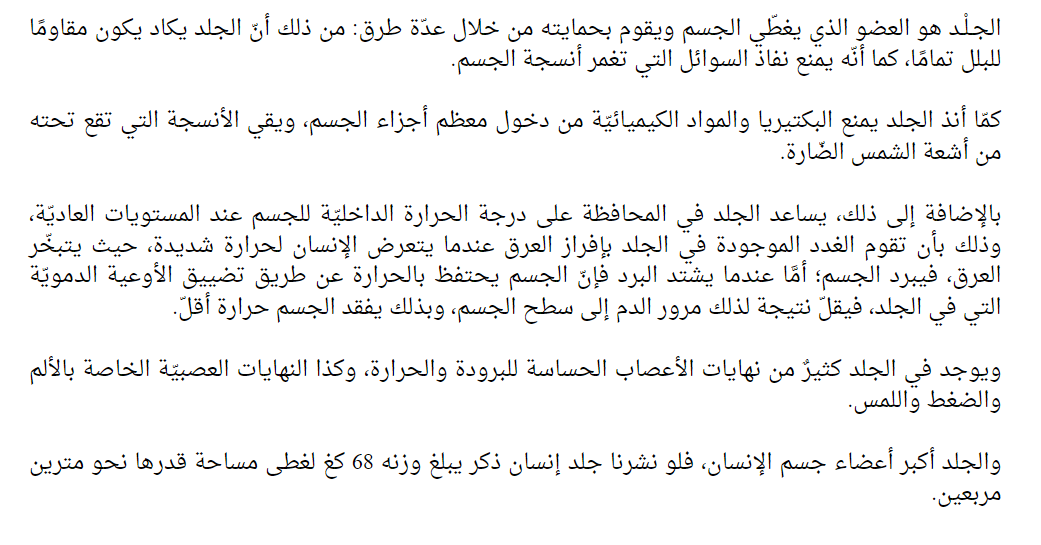 الجلْد هو العضو الذي يغطّي الجسم ويقوم بحمايته من خلال عدّة طرق: من ذلك أنّ الجلد يكاد يكون مقاومًا
للبلل تمامًا، كما أنّه يمنع نفاذ السوائل التي تغمر أنسجة الجسم.
كمّا أنذ الجلد يمنع البكتيريا والمواد الكيميائيّة من دخول معظم أجزاء الجسم، ويقي الأنسجة التي تقع تحته
من أشعة الشمس الضّارة.
بالإضافة إلى ذلك، يساعد الجلد في المحافظة على درجة الحرارة الداخليّة للجسم عند المستويات العاديّة،
وذلك بأن تقوم الغدد الموجودة في الجلد بإفراز العرق عندما يتعرض الإنسان لحرارة شديدة، حيث يتبخّر
العرق، فيبرد الجسم؛ أمَّا عندما يشتد البرد فإنّ الجسم يحتفظ بالحرارة عن طريق تضييق الأوعية الدمويّة
التي في الجلد، فيقلّ نتيجة لذلك مرور الدم إلى سطح الجسم، وبذلك يفقد الجسم حرارة أقلّ.
ويوجد في الجلد كثيرٌ من نهايات الأعصاب الحساسة للبرودة والحرارة، وكذا النهايات العصبيّة الخاصة بالألم
والضغط واللمس.
والجلد أكبر أعضاء جسم الإنسان، فلو نشرنا جلد إنسان ذكر يبلغ وزنه 68 كغ لغطى مساحة قدرها نحو مترين
مربعين.